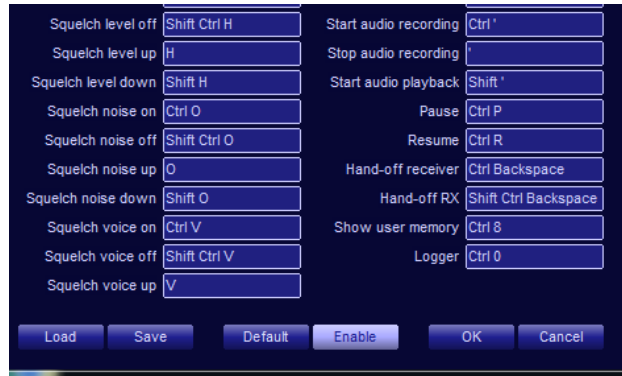 Squelch level off Shift Ctrl H Start audio recording Ctrl '
Squelch level up H Stop audio recording '
Squelch level down Shift H Start audio playback Shift '
Squelch noise on Ctrl O Pause Ctrl P
Squelch noise off Shift Ctrl O Resume Ctrl R
Squelch noise up O Hand-off receiver Ctrl Backspace
Squelch noise down Shift O Hand-off RX Shift Ctrl Backspace
Squelch voice on Ctrl V Show user memory Ctrl 8
Squelch voice off Shift Ctrl V Logger Ctrl 0
Squelch voice up V
Load Save Default Enable OK Cancel